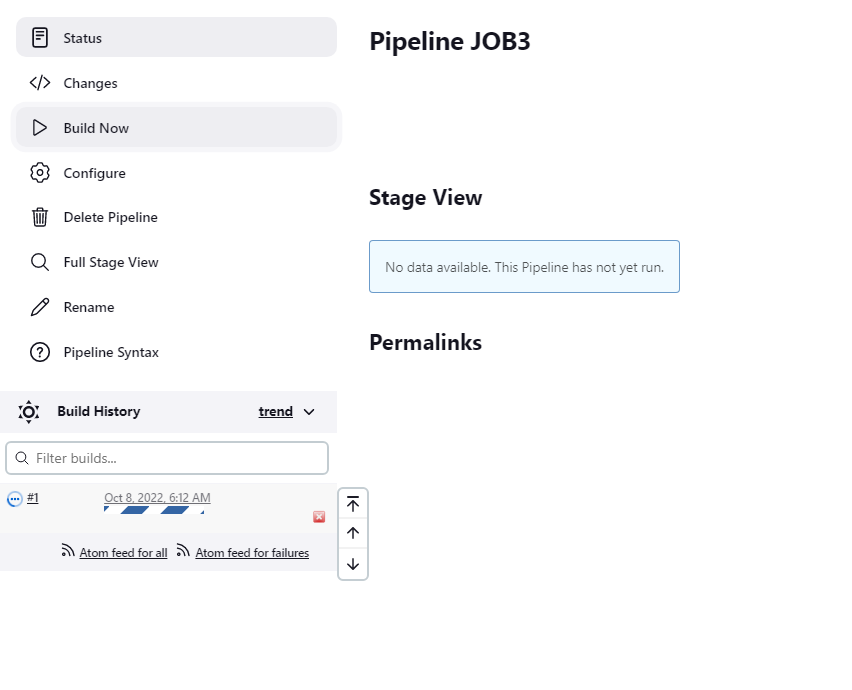 Status
Changes
Build Now
Configure
Delete Pipeline
Full Stage View
Rename
Pipeline Syntax
Build History
trend
Filter builds...
#1
Oct 8, 2022, 6:12 AM
Atom feed for all
Atom feed for failures
Pipeline JOB3
Stage View
No data available. This Pipeline has not yet run.
Permalinks